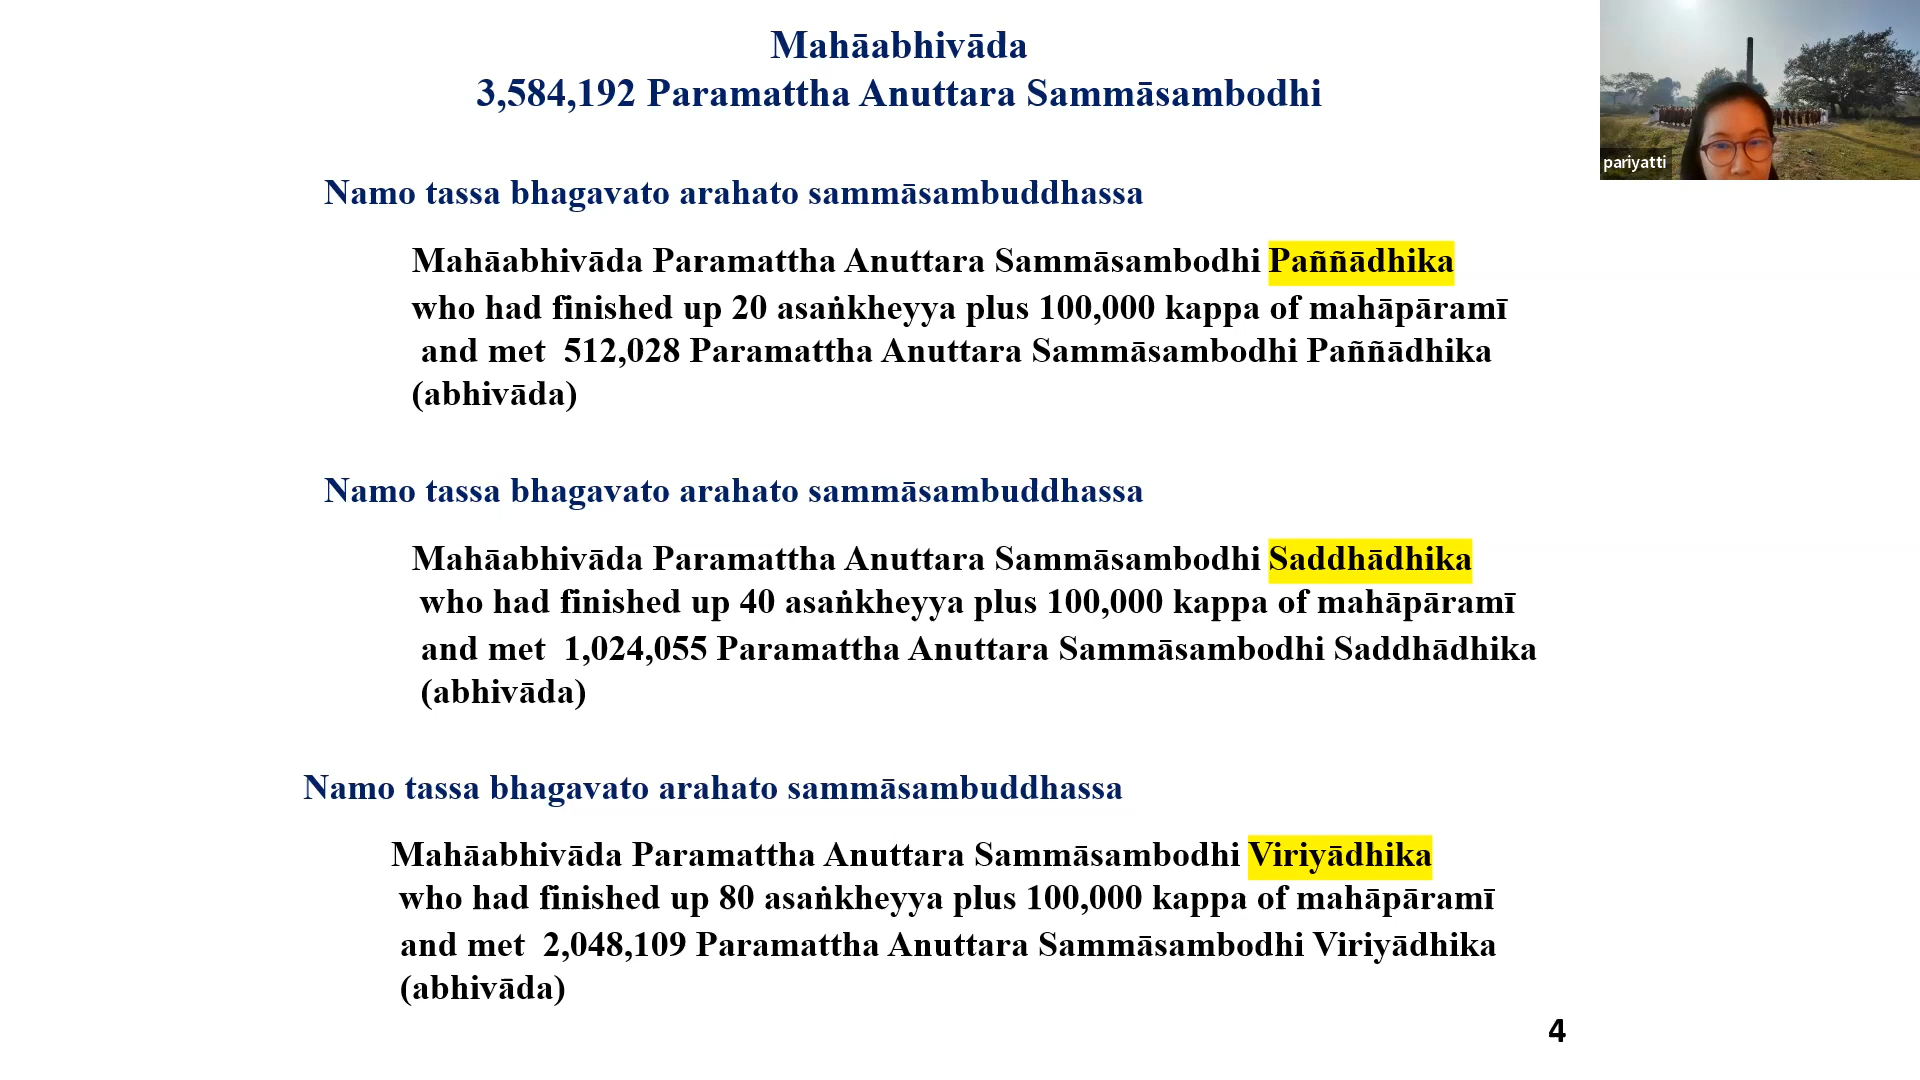 Mahāabhivāda
3,584,192 Paramattha Anuttara Sammāsambodhi
pariyatti
Namo tassa bhagavato arahato sammāsambuddhassa
Mahāabhivāda Paramattha Anuttara Sammāsambodhi Paññādhika
who had finished up 20 asaṅkheyya plus 100,000 kappa of mahāpāramī
and met 512,028 Paramattha Anuttara Sammāsambodhi Paññādhika
(abhivāda)
Namo tassa bhagavato arahato sammāsambuddhassa
Mahāabhivāda Paramattha Anuttara Sammāsambodhi Saddhādhika
who had finished up 40 asaṅkheyya plus 100,000 kappa of mahāpāramī
and met 1,024,055 Paramattha Anuttara Sammāsambodhi Saddhādhika
(abhivāda)
Namo tassa bhagavato arahato sammāsambuddhassa
Mahāabhivāda Paramattha Anuttara Sammāsambodhi Viriyādhika
who had finished up 80 asaṅkheyya plus 100,000 kappa of mahāpāramī
and met 2,048,109 Paramattha Anuttara Sammāsambodhi Viriyādhika
(abhivāda)
4